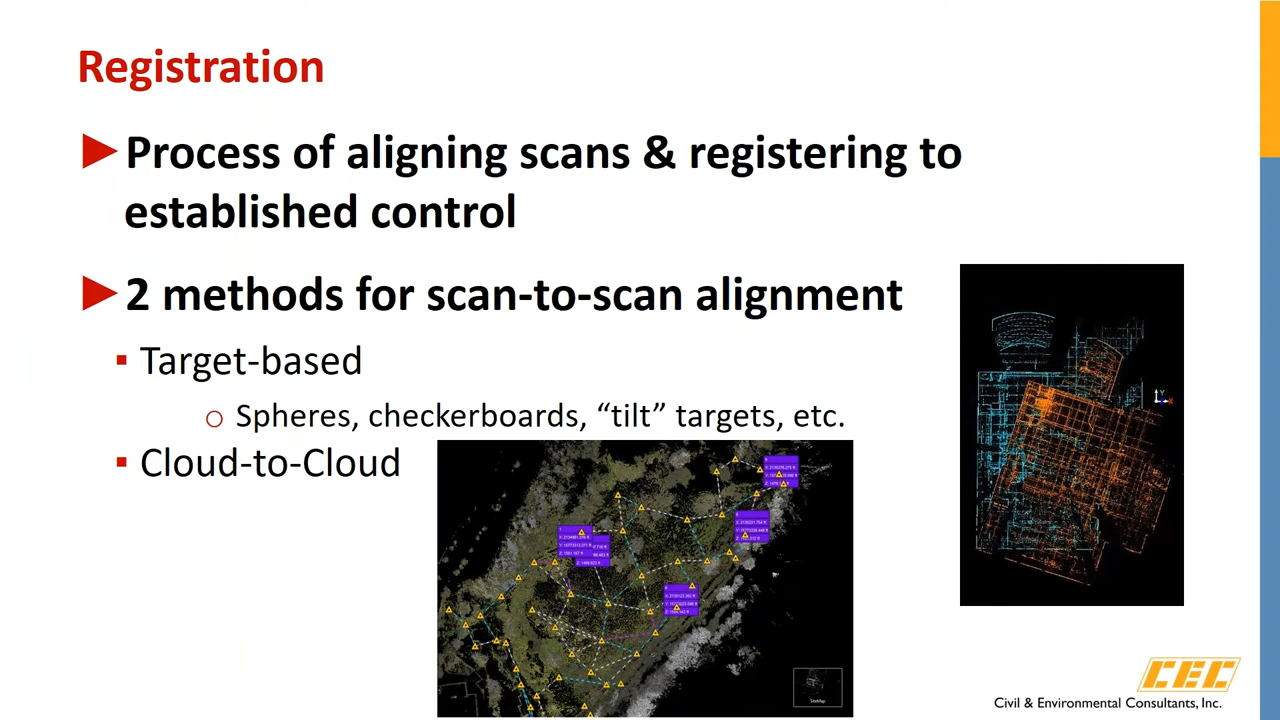 Registration
Process of aligning scans & registering to
established control
2 methods for scan-to-scan alignment
Target-based
Spheres, checkerboards, “tilt” targets, etc.
Cloud-to-Cloud
SiteMap
CEC
Civil & Environmental Consultants, Inc.